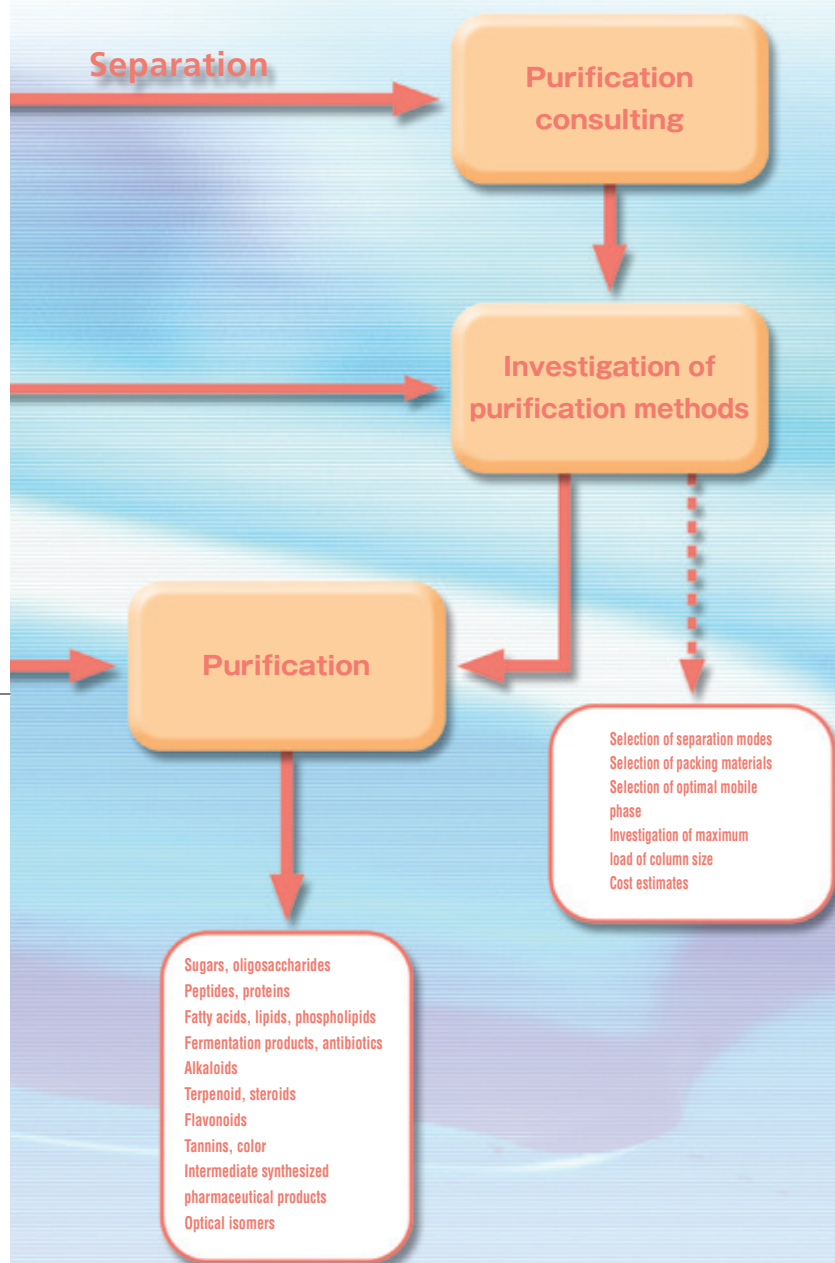 Separation
Purification
consulting
Investigation of
purification methods
Purification
Selection of separation modes
Selection of packing materials
Selection of optimal mobile
phase
Investigation of maximum
load of column size
Cost estimates
Sugars, oligosaccharides
Peptides, proteins
Fatty acids, lipids, phospholipids
Fermentation products, antibiotics
Alkaloids
Terpenoid, steroids
Flavonoids
Tannins, color
Intermediate synthesized
pharmaceutical products
Optical isomers